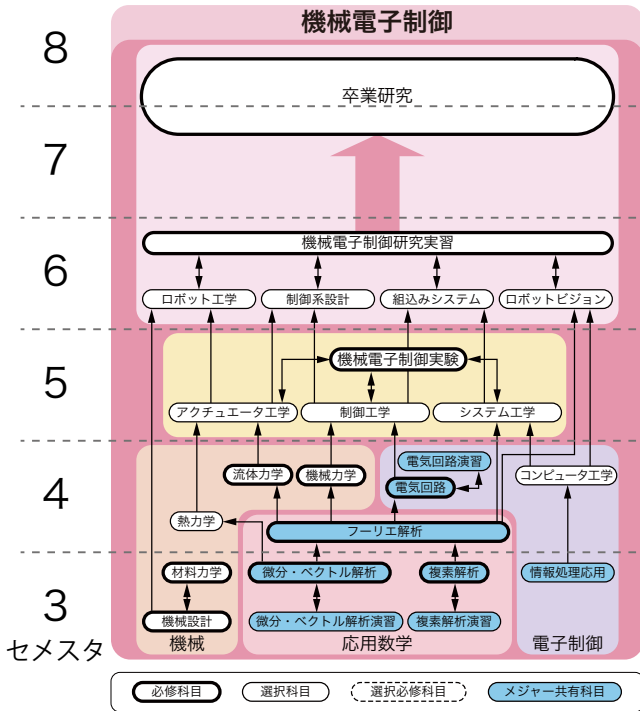 機械電子制御
8
卒業研究
7
機械電子制御研究実習
6
ロボット工学
制御系設計
組込みシステム
ロボットビジョン
5
機械電子制御実験
アクチュエータ工学
制御工学
システム工学
4
電気回路演習
流体力学
機械力学
コンピュータ工学
電気回路
熱力学
フーリエ解析
3
材料力学
微分・ベクトル解析
複素解析
情報処理応用
機械設計
微分・ベクトル解析演習
複素解析演習
セメスタ
機械
応用数学
電子制御
必修科目
選択科目
選択必修科目
メジャー共有科目